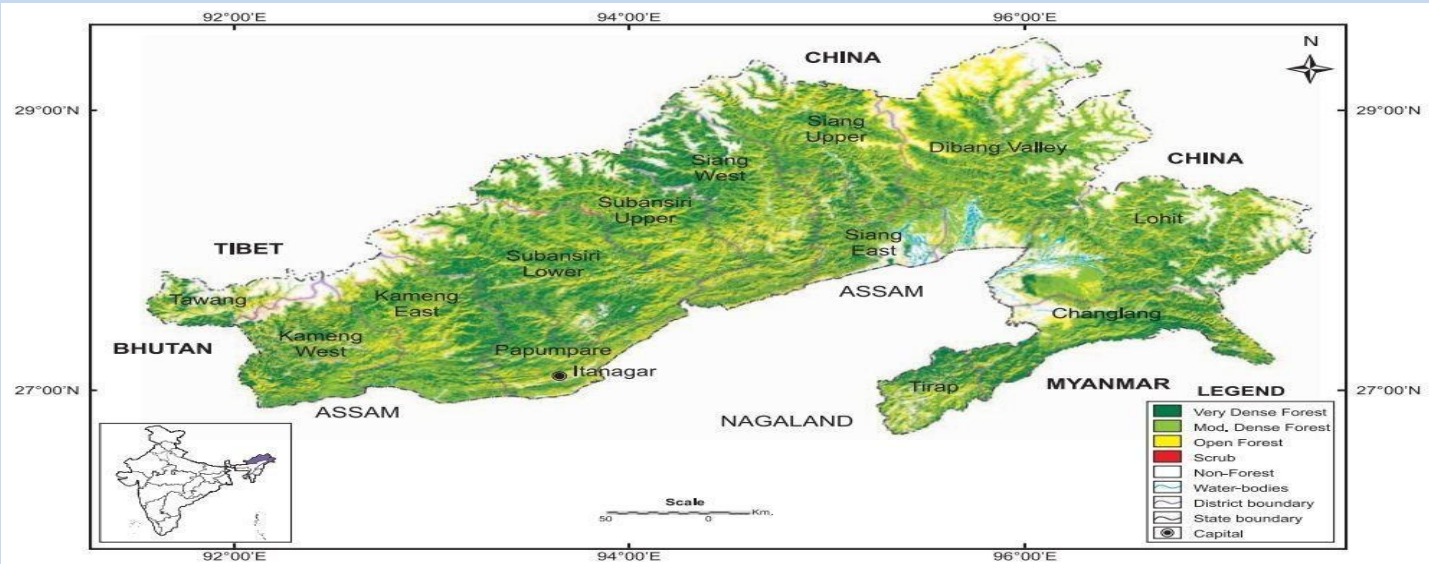 92°00'E 94°00'E 96°00'E
N
CHINA
29°00'N 29°00'N
Siang
Upper
Dibang Valley
CHINA
Siang
West
Subansiri
Upper
Lohit
Siang
East
TIBET
Subansiri
Lower
ASSAM
Tawang
Kameng
East
Changlang
Kameng
West
BHUTAN
Papumpare
Itanagar
Tirap
MYANMAR
27°00'N 27°00'N
ASSAM
NAGALAND
LEGEND
Very Dense Forest
Mod. Dense Forest
Open Forest
Scrub
Non-Forest
Water-bodies
District boundary
State boundary
Capital
Scale
50 0 Km.
92°00'E 94°00'E 96°00'E